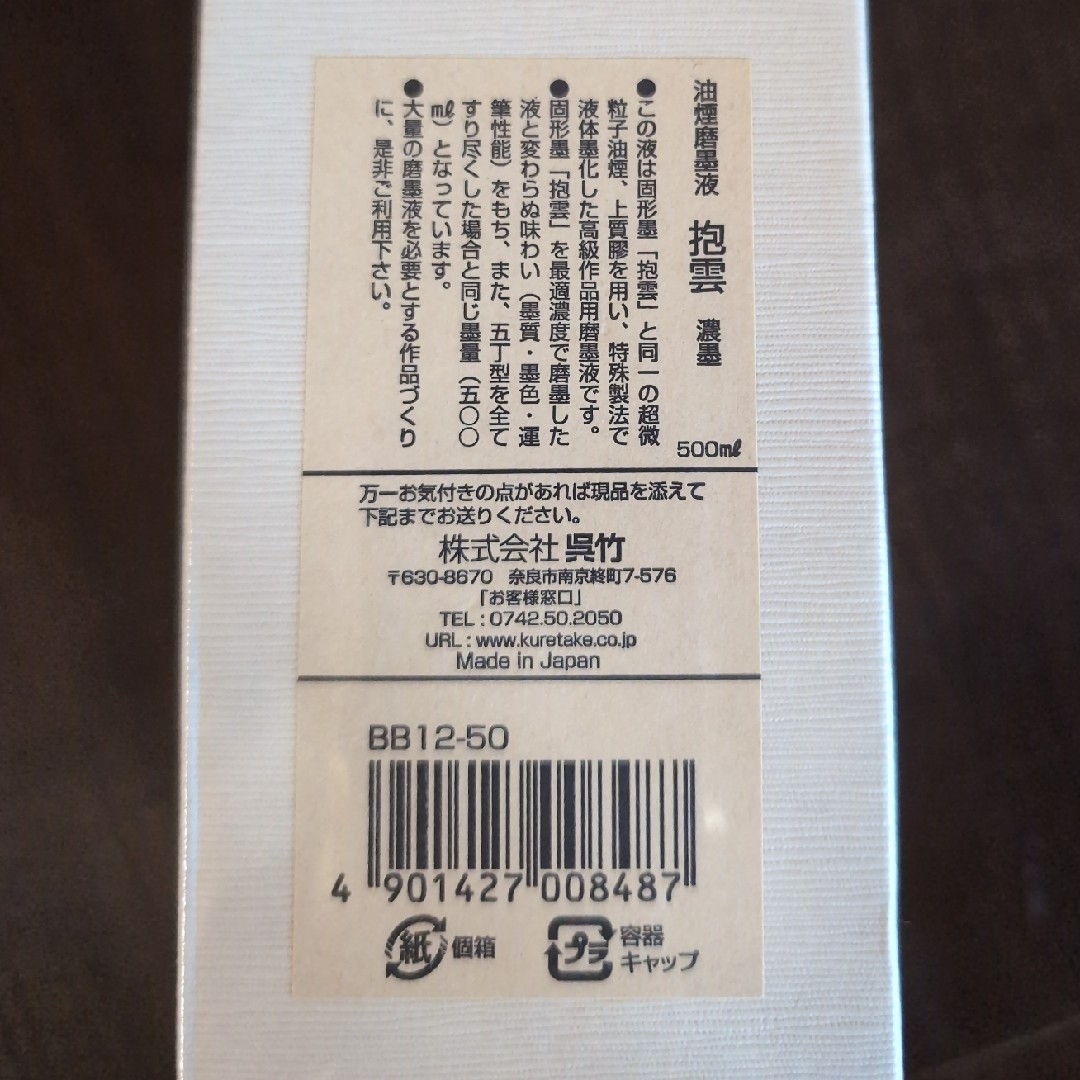 油煙磨墨液 抱雲 濃墨
500㎖
●この液は固形墨「抱雲」と同一の超微
粒子油煙、上質膠を用い、特殊製法で
液体墨化した高級作品用磨墨液です。
●固形墨「抱雲」を最適濃度で磨墨した
液と変わらぬ味わい（墨質・墨色・運
筆性能）をもち、また、五丁型を全て
すり尽くした場合と同じ墨量（五〇〇
㎖）となっています。
●大量の磨墨液を必要とする作品づくり
に、是非ご利用下さい。
万一お気付きの点があれば現品を添えて
下記までお送りください。
株式会社 呉竹
〒630-8670 奈良市南京終町7-576
「お客様窓口」
TEL : 0742.50.2050
URL : www.kuretake.co.jp
Made in Japan
BB12-50
4 901427 008487
紙 個箱
プラ 容器
キャップ